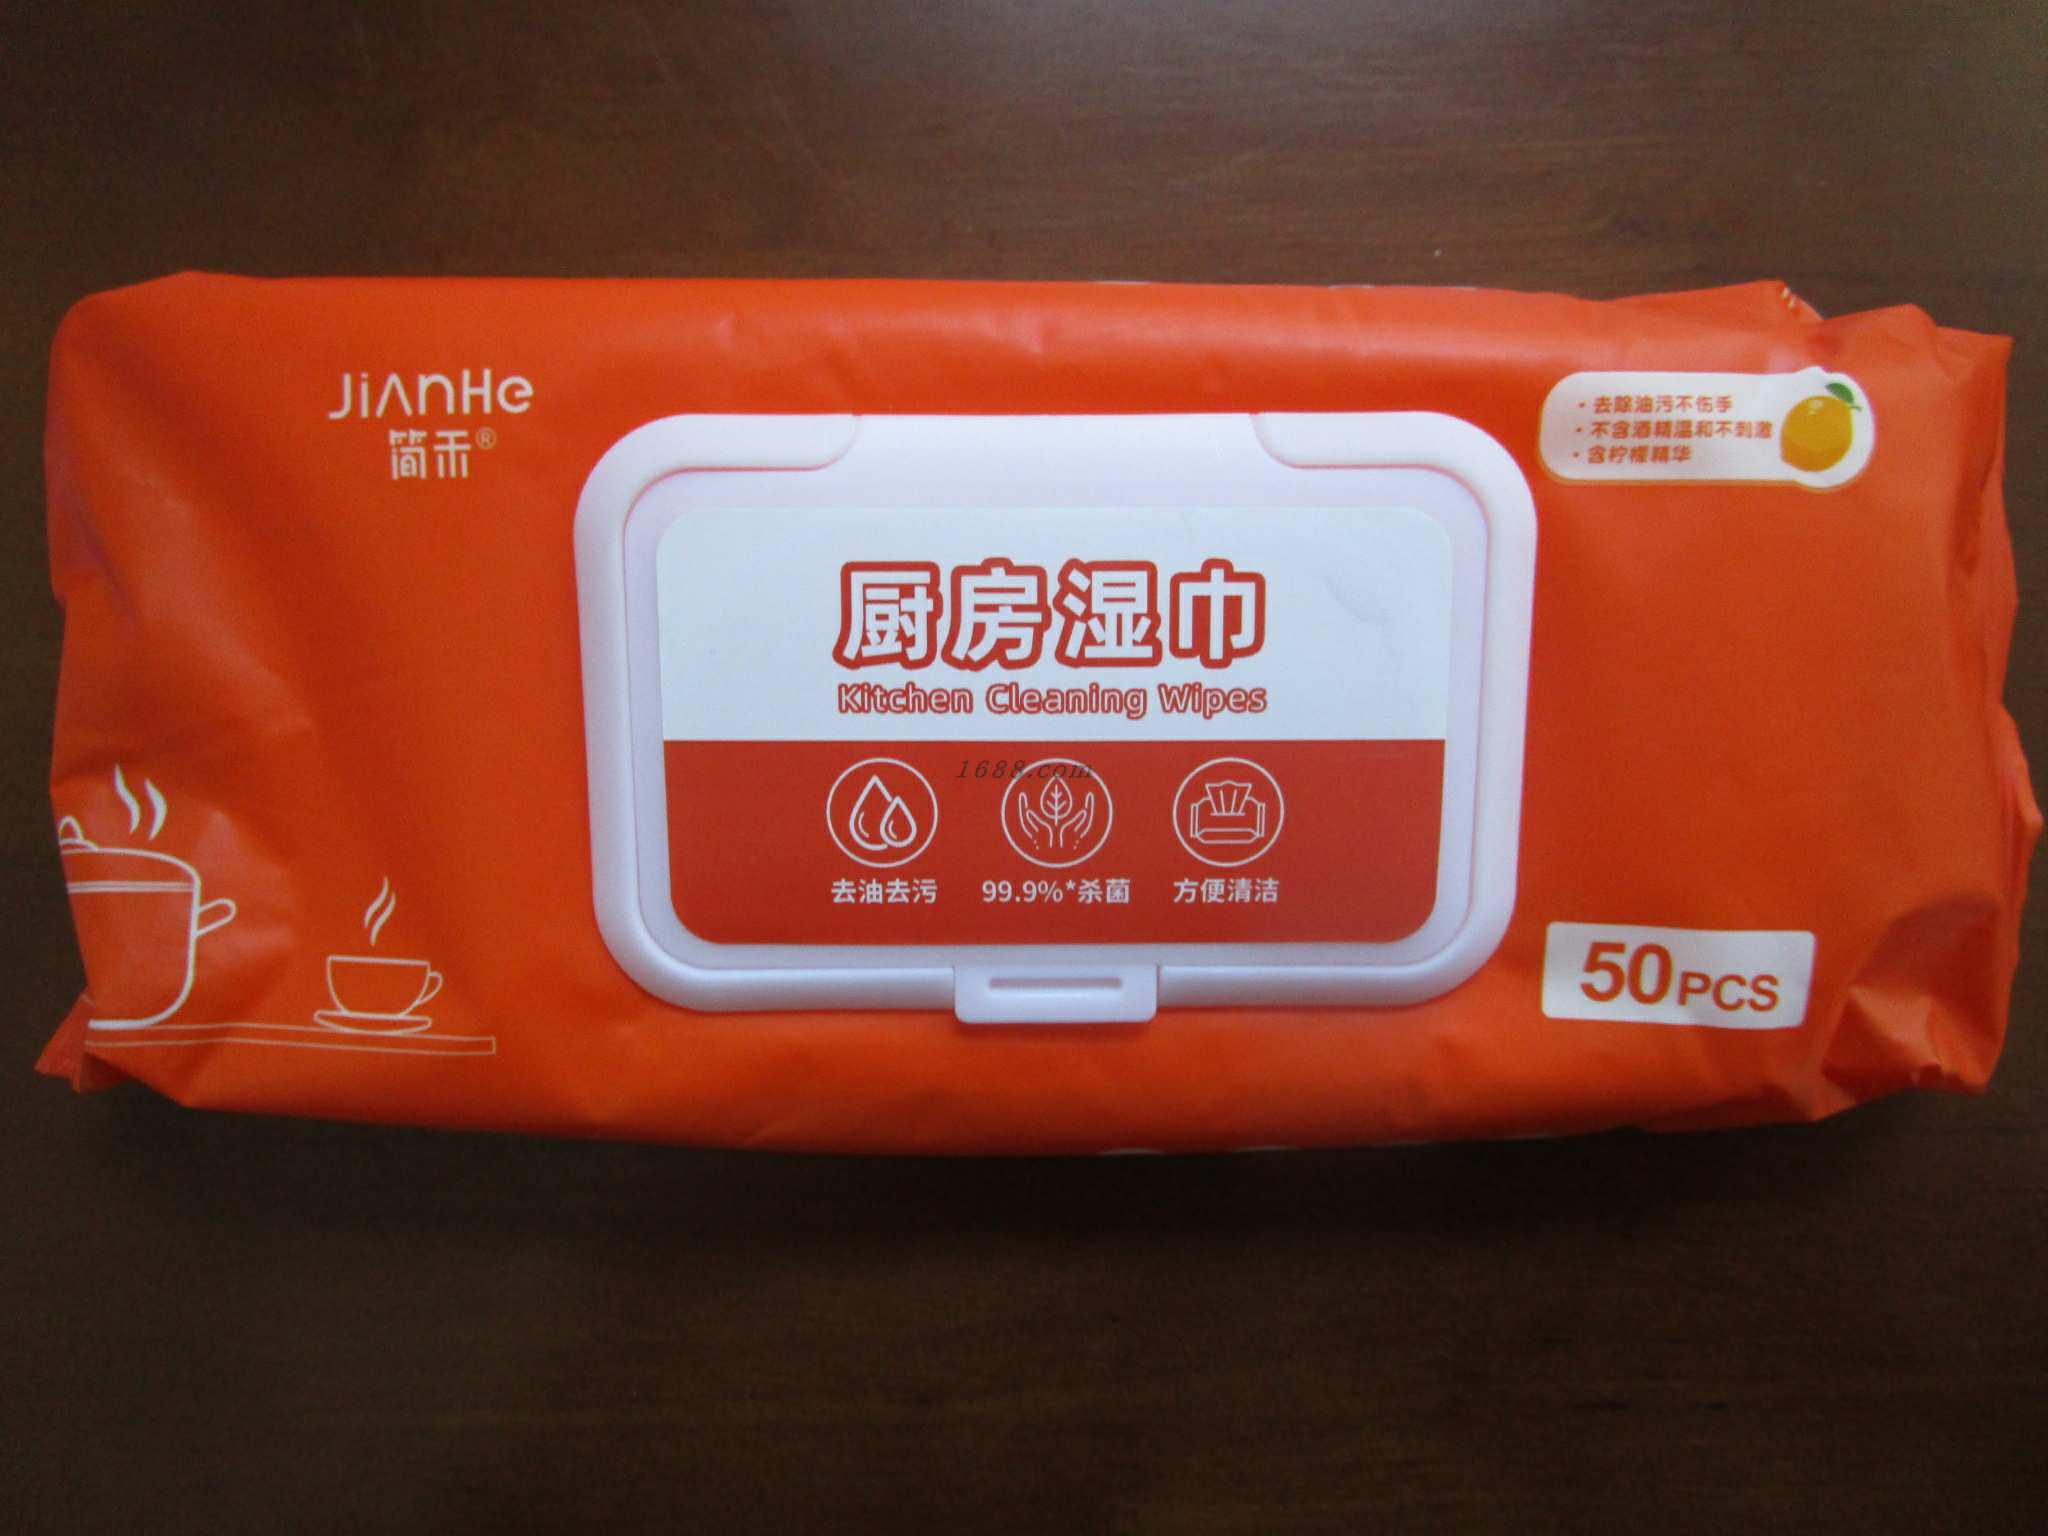 JiAnHe
简禾®
• 去除油污不伤手
• 不含酒精温和不刺激
• 含柠檬精华
厨房湿巾
Kitchen Cleaning Wipes
1688.com
去油去污 99.9%*杀菌 方便清洁
50PCS